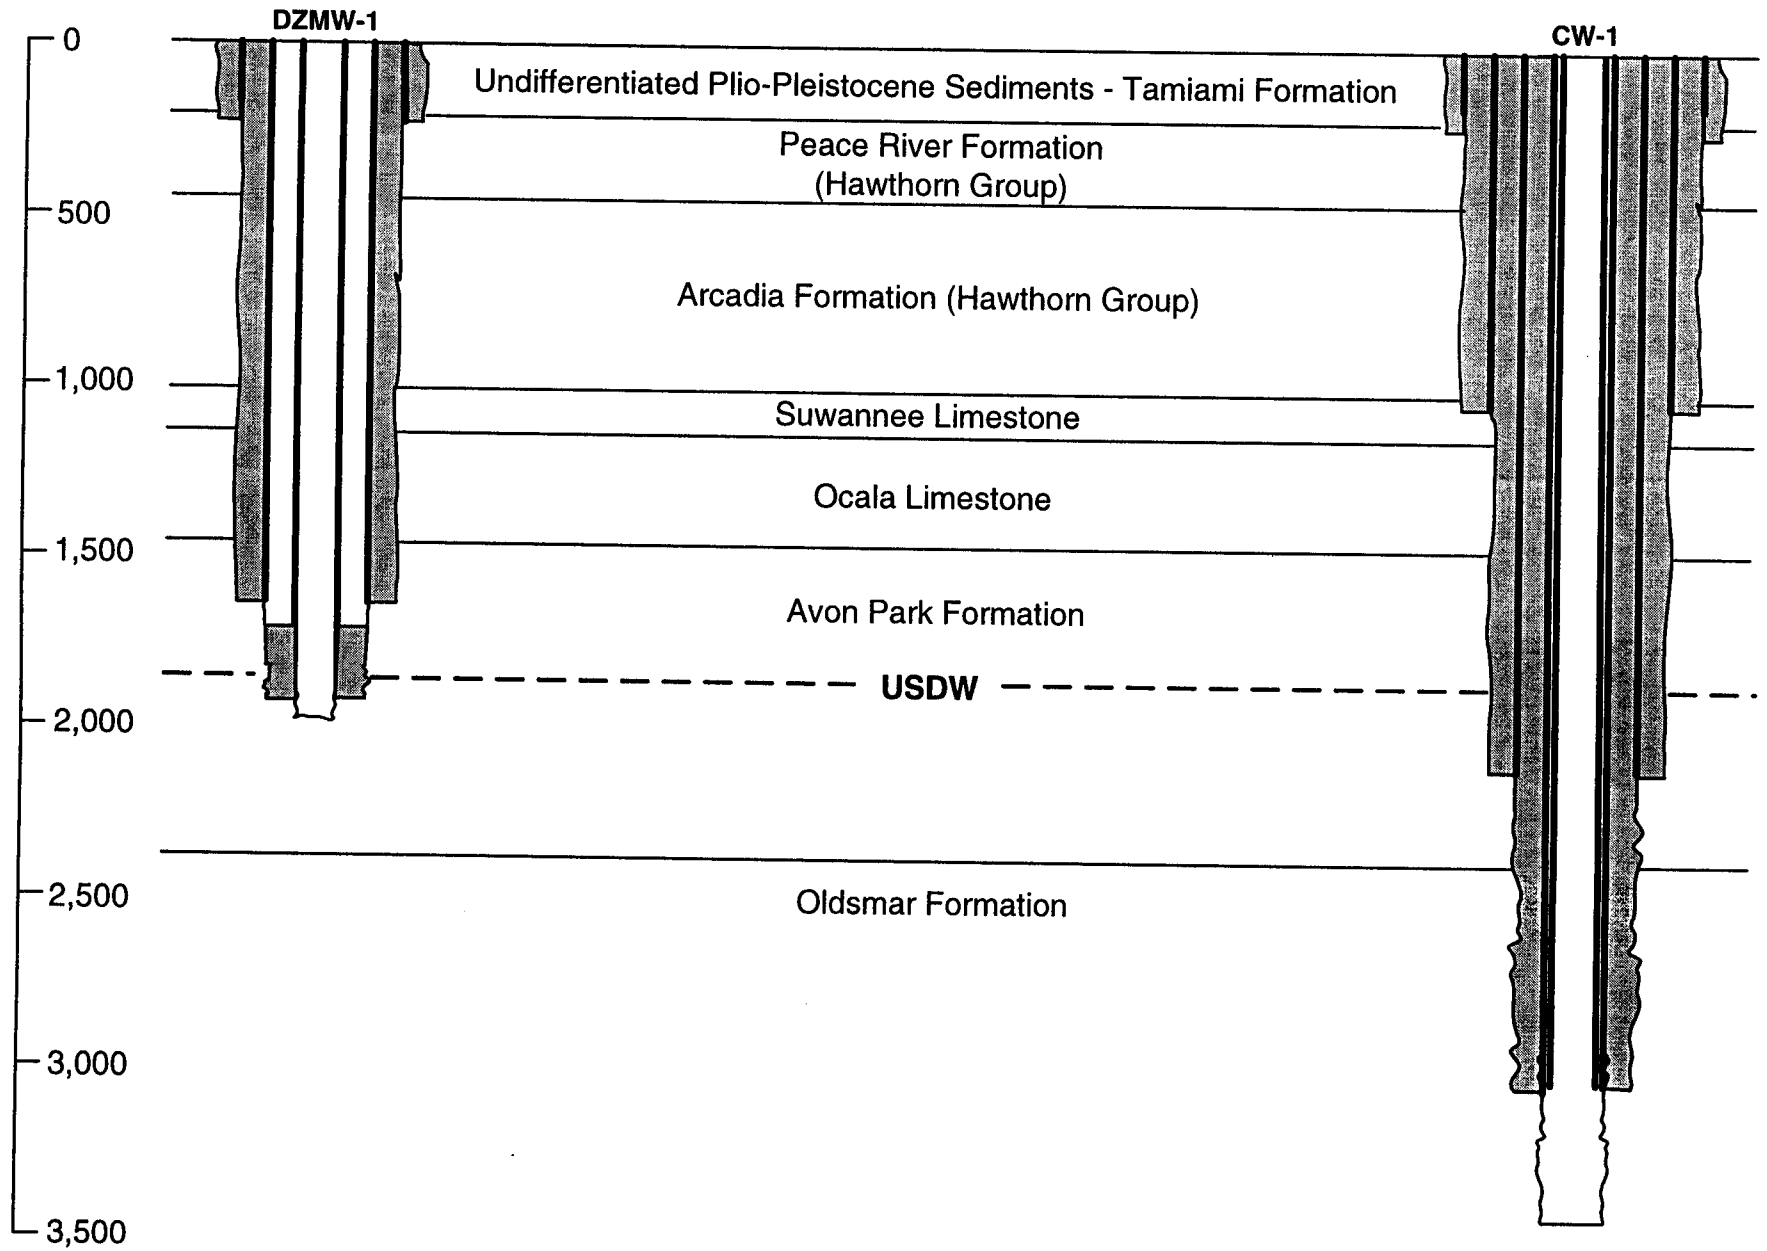 DZMW-1
CW-1
0
Undifferentiated Plio-Pleistocene Sediments - Tamiami Formation
Peace River Formation
(Hawthorn Group)
500
Arcadia Formation (Hawthorn Group)
1,000
Suwannee Limestone
Ocala Limestone
1,500
Avon Park Formation
USDW
2,000
2,500
Oldsmar Formation
3,000
3,500